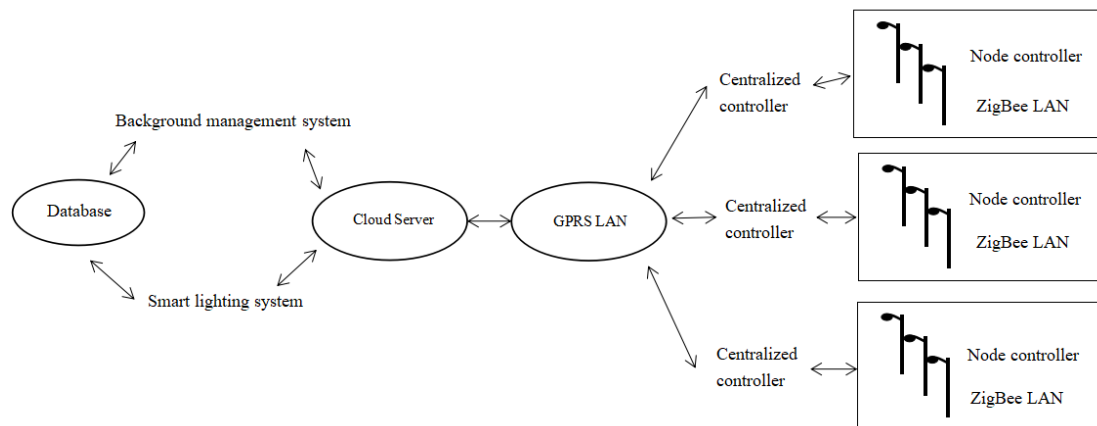 Background management system
Database
Smart lighting system
Cloud Server
GPRS LAN
Centralized
controller
Node controller
ZigBee LAN
Centralized
controller
Node controller
ZigBee LAN
Centralized
controller
Node controller
ZigBee LAN